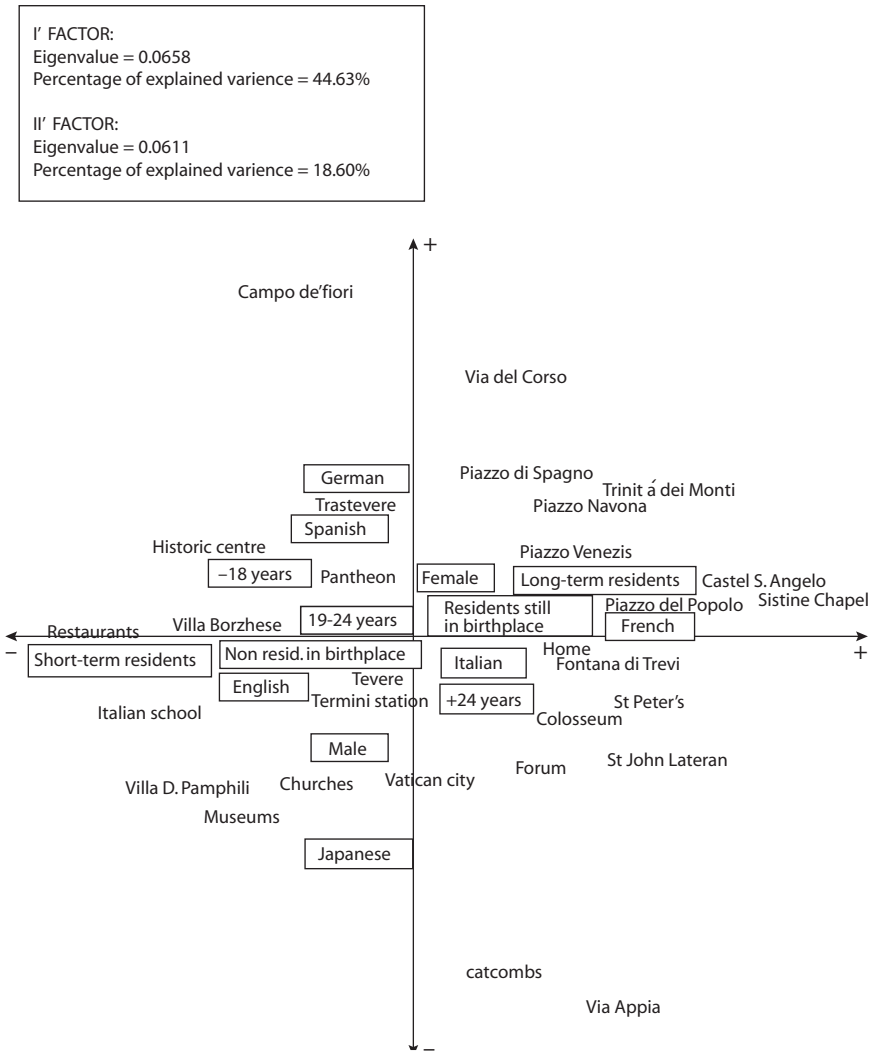 I’ FACTOR:
Eigenvalue = 0.0658
Percentage of explained varience = 44.63%
II’ FACTOR:
Eigenvalue = 0.0611
Percentage of explained varience = 18.60%
+
Campo de’fiori
Via del Corso
German
Piazzo di Spagno
Trinit á dei Monti
Trastevere
Piazzo Navona
Spanish
Historic centre
Piazzo Venezis
–18 years
Pantheon
Female
Long-term residents
Castel S. Angelo
Sistine Chapel
19-24 years
Residents still
in birthplace
Piazzo del Popolo
French
Villa Borzhese
Restaurants
–
+
Short-term residents
Non resid. in birthplace
Home
Italian
Fontana di Trevi
Tevere
English
Termini station
+24 years
St Peter’s
Italian school
Colosseum
Male
St John Lateran
Forum
Villa D. Pamphili
Churches
Vatican city
Museums
Japanese
catcombs
Via Appia
–